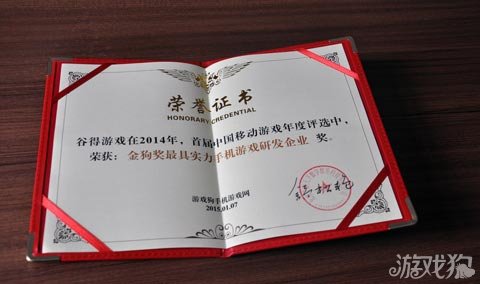 荣誉证书
HONORARY CREDENTIAL
谷得游戏在2014年,首届中国移动游戏年度评选中,
荣获:金狗奖最具实力手机游戏研发企业 奖。
游戏狗手机游戏网
2015.01.07
游戏狗